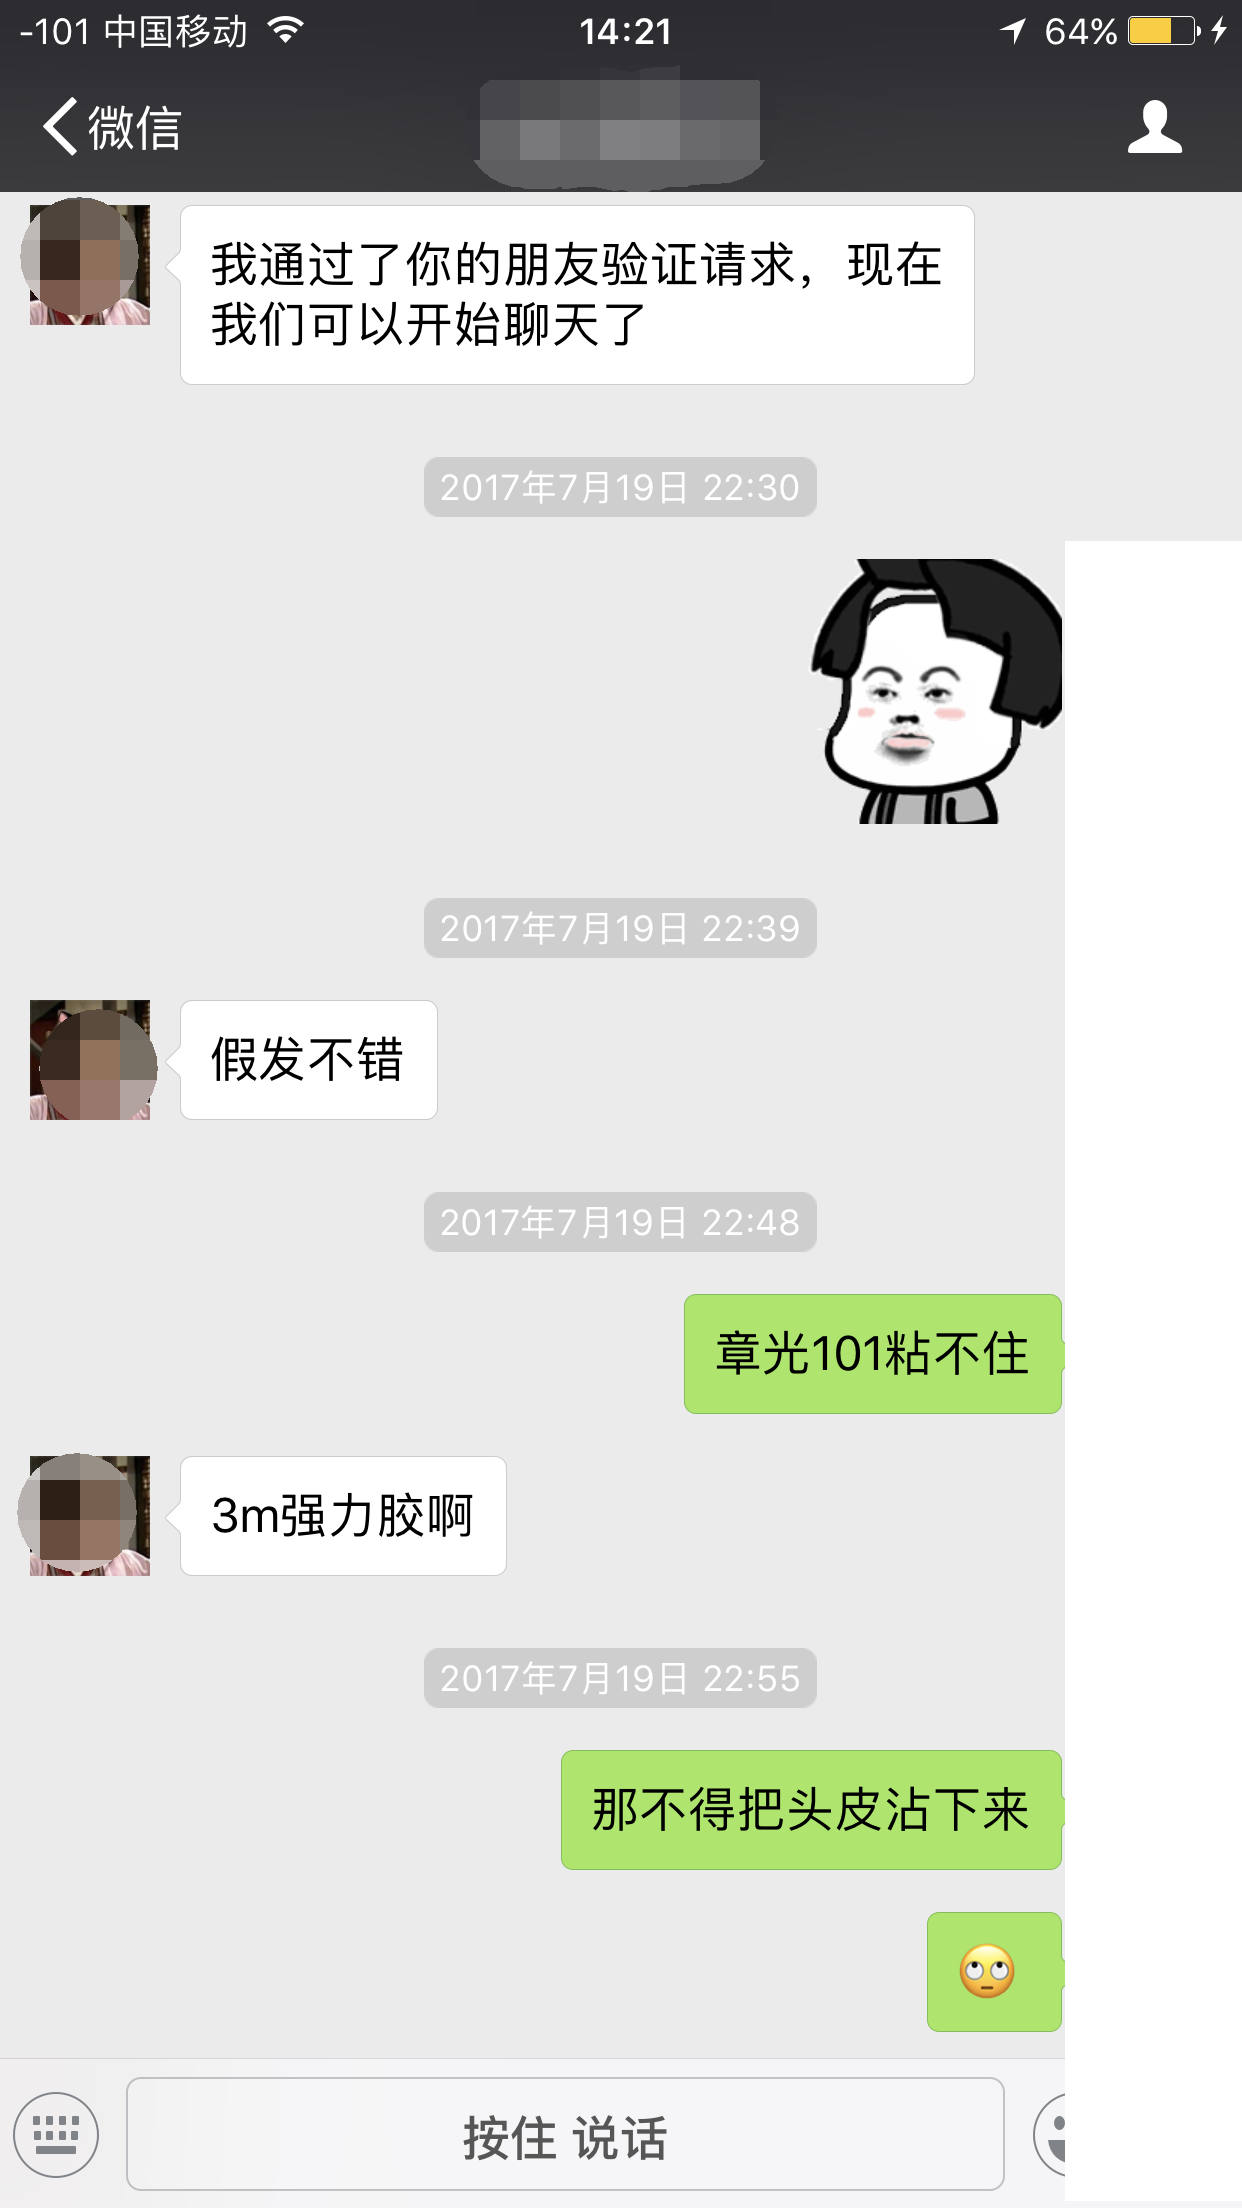 -101 中国移动
14:21
64%
微信
我通过了你的朋友验证请求，现在
我们可以开始聊天了
2017年7月19日 22:30
2017年7月19日 22:39
假发不错
2017年7月19日 22:48
章光101粘不住
3m强力胶啊
2017年7月19日 22:55
那不得把头皮沾下来
🙄
按住 说话